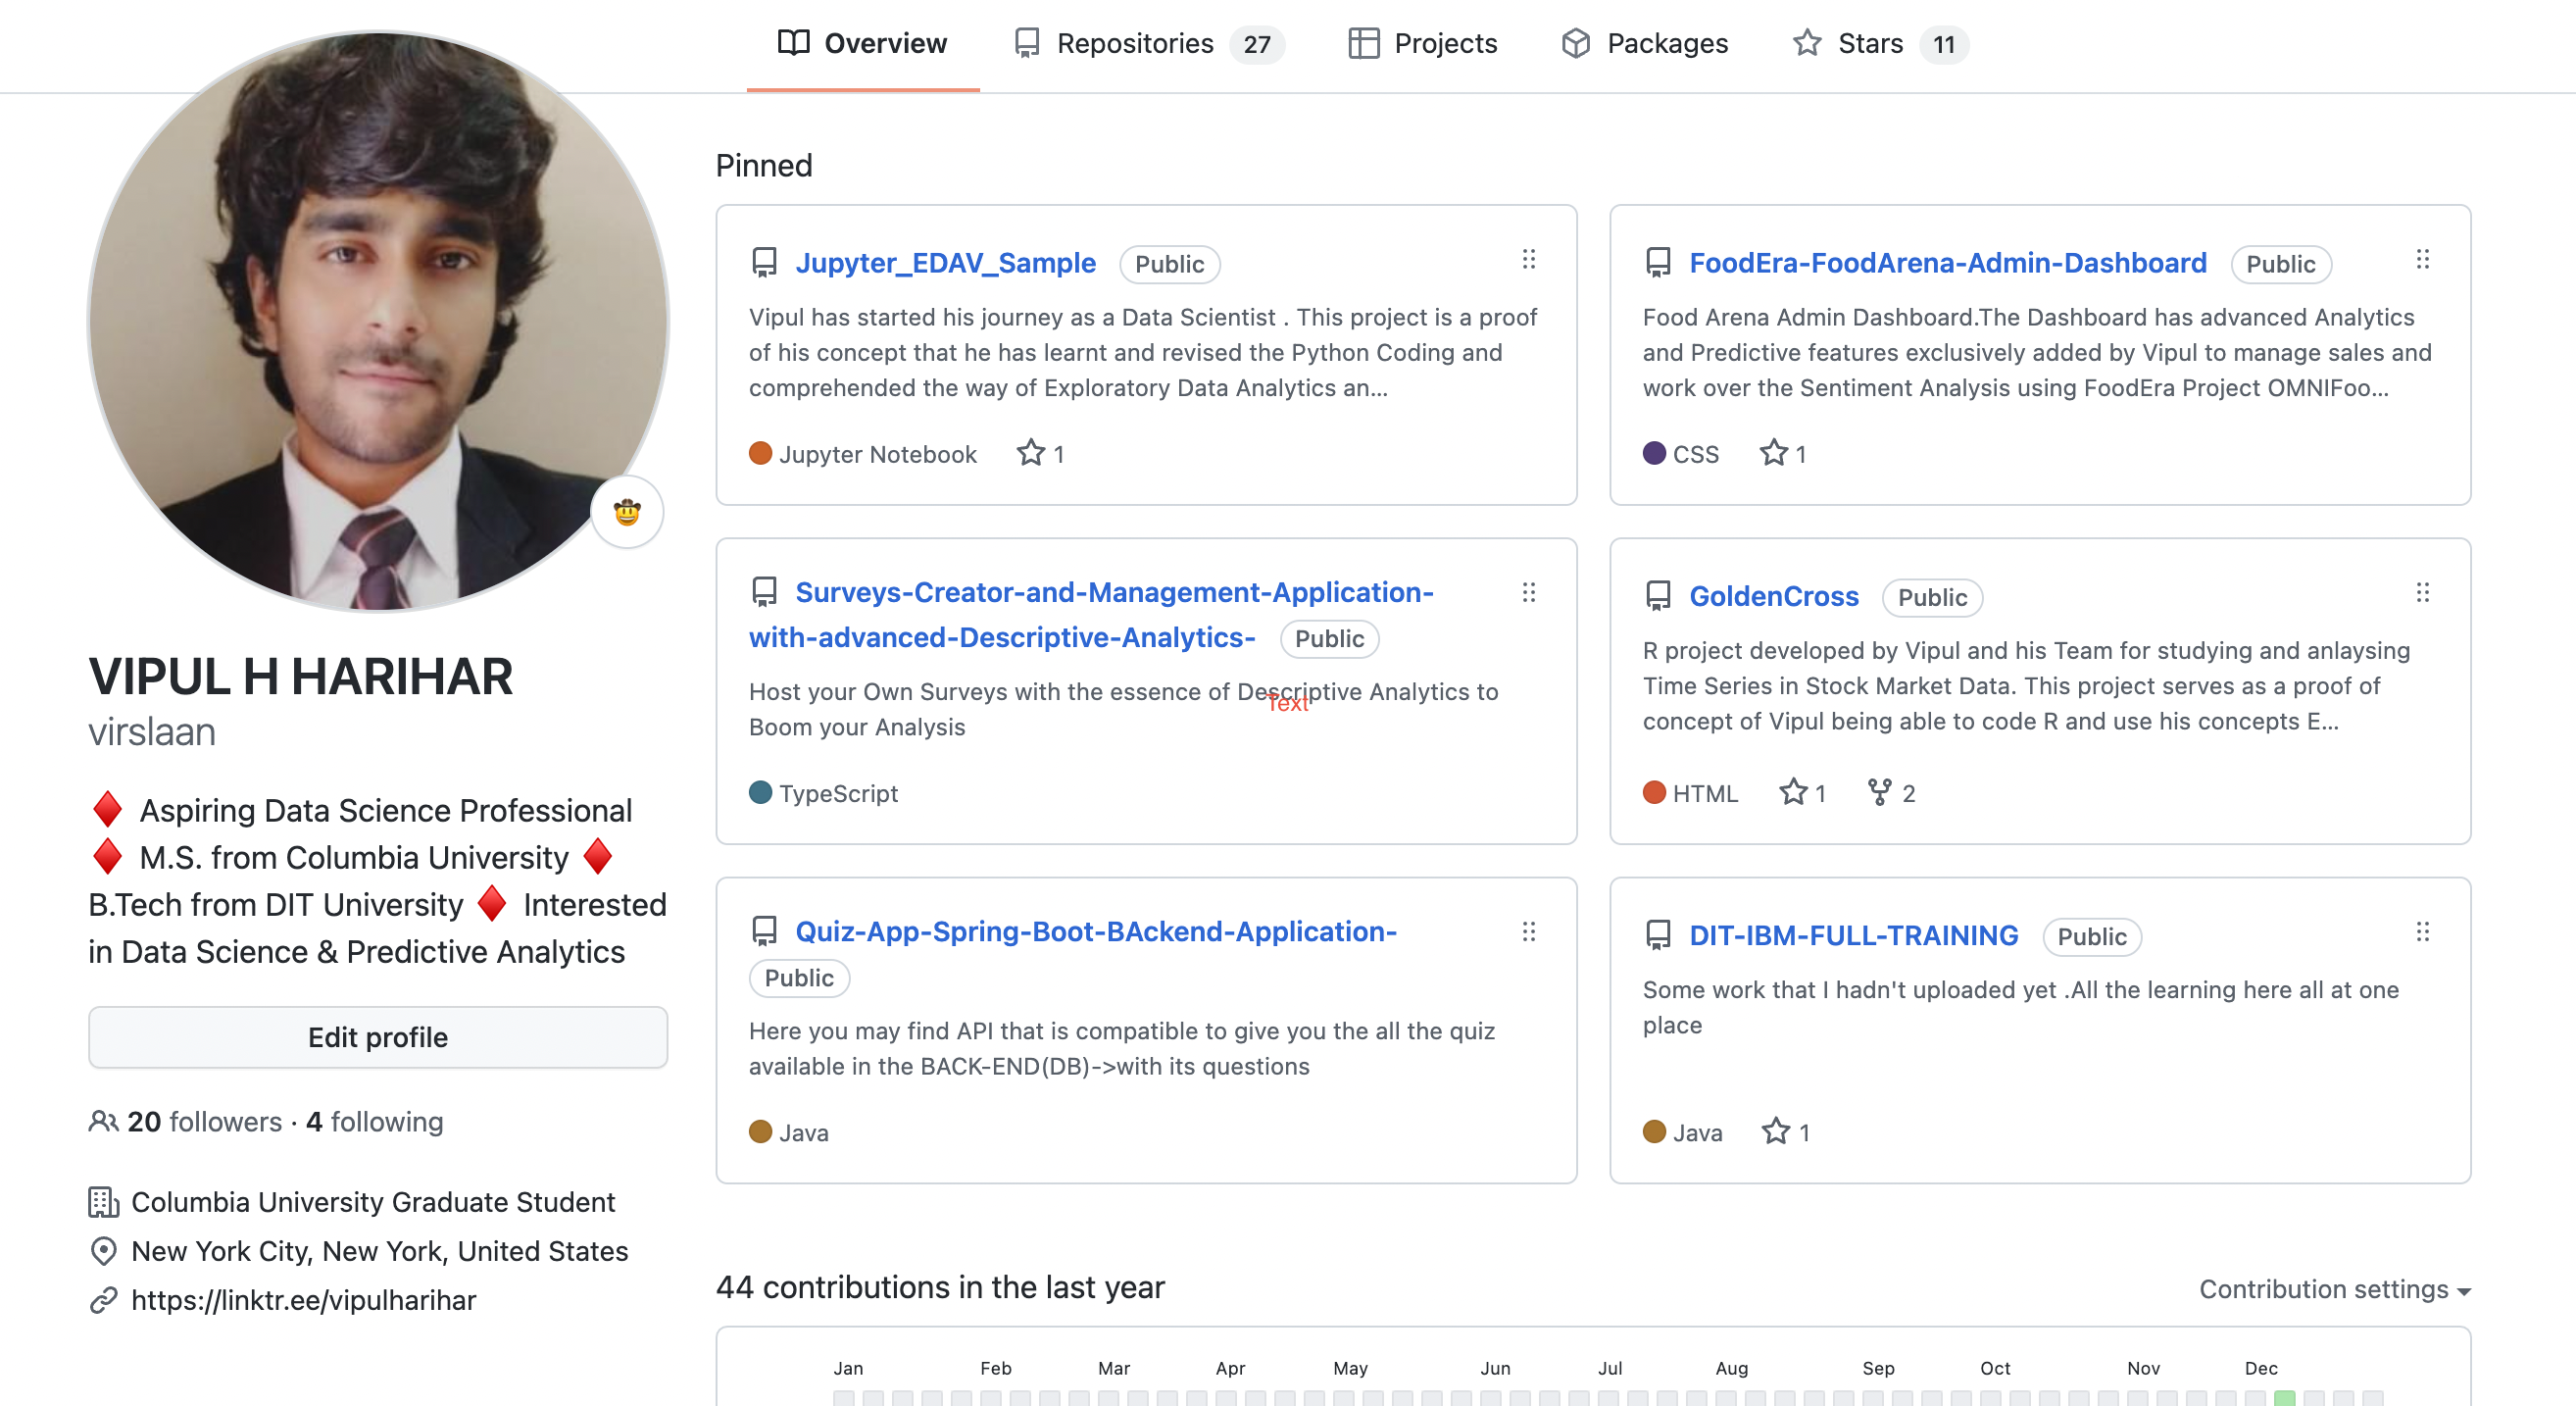 Overview Repositories 27 Projects Packages Stars 11
VIPUL H HARIHAR
virslaan
♦️ Aspiring Data Science Professional
♦️ M.S. from Columbia University ♦️
B.Tech from DIT University ♦️ Interested
in Data Science & Predictive Analytics
Edit profile
20 followers · 4 following
Columbia University Graduate Student
New York City, New York, United States
https://linktr.ee/vipulharihar
Pinned
Jupyter_EDAV_Sample Public
Vipul has started his journey as a Data Scientist . This project is a proof
of his concept that he has learnt and revised the Python Coding and
comprehended the way of Exploratory Data Analytics an...
Jupyter Notebook 1
FoodEra-FoodArena-Admin-Dashboard Public
Food Arena Admin Dashboard.The Dashboard has advanced Analytics
and Predictive features exclusively added by Vipul to manage sales and
work over the Sentiment Analysis using FoodEra Project OMNIFoo...
CSS 1
Surveys-Creator-and-Management-Application-
with-advanced-Descriptive-Analytics- Public
Host your Own Surveys with the essence of Descriptive Analytics to
Text
Boom your Analysis
TypeScript
GoldenCross Public
R project developed by Vipul and his Team for studying and anlaysing
Time Series in Stock Market Data. This project serves as a proof of
concept of Vipul being able to code R and use his concepts E...
HTML 1 2
Quiz-App-Spring-Boot-BAckend-Application-
Public
Here you may find API that is compatible to give you the all the quiz
available in the BACK-END(DB)->with its questions
Java
DIT-IBM-FULL-TRAINING Public
Some work that I hadn't uploaded yet .All the learning here all at one
place
Java 1
44 contributions in the last year
Contribution settings
Jan Feb Mar Apr May Jun Jul Aug Sep Oct Nov Dec